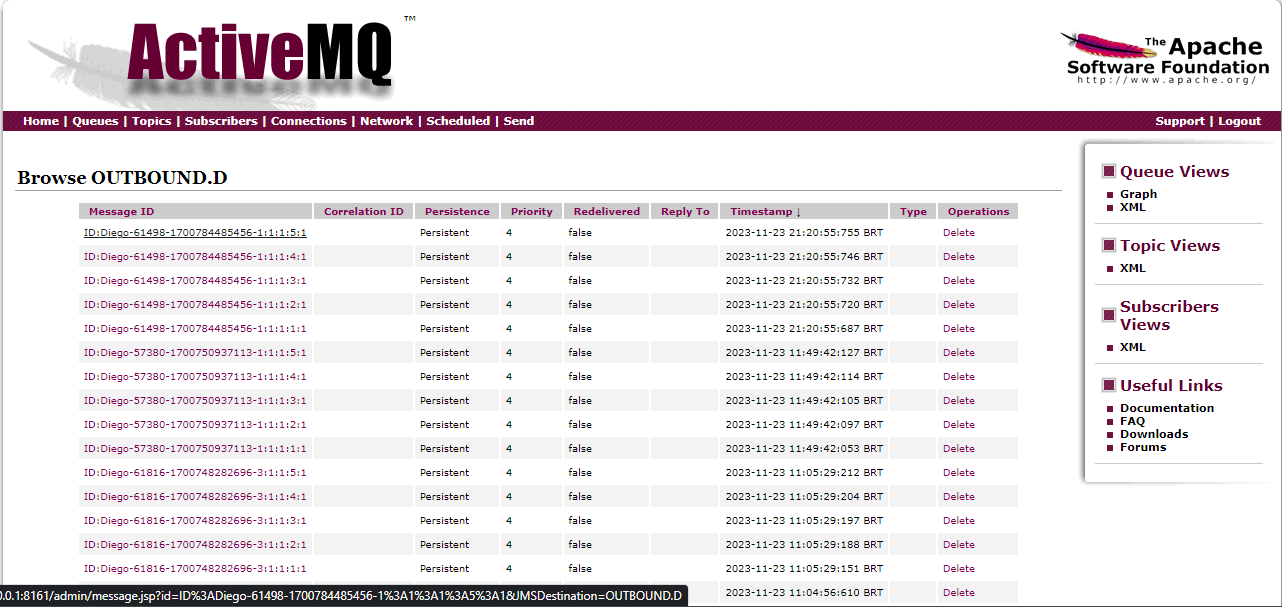 ActiveMQ ™
The Apache
Software Foundation
http://www.apache.org/
Home | Queues | Topics | Subscribers | Connections | Network | Scheduled | Send
Support | Logout
Browse OUTBOUND.D
Message ID Correlation ID Persistence Priority Redelivered Reply To Timestamp ↓ Type Operations
ID:Diego-61498-1700784485456-1:1:1:5:1 Persistent 4 false 2023-11-23 21:20:55:755 BRT Delete
ID:Diego-61498-1700784485456-1:1:1:4:1 Persistent 4 false 2023-11-23 21:20:55:746 BRT Delete
ID:Diego-61498-1700784485456-1:1:1:3:1 Persistent 4 false 2023-11-23 21:20:55:732 BRT Delete
ID:Diego-61498-1700784485456-1:1:1:2:1 Persistent 4 false 2023-11-23 21:20:55:720 BRT Delete
ID:Diego-61498-1700784485456-1:1:1:1:1 Persistent 4 false 2023-11-23 21:20:55:687 BRT Delete
ID:Diego-57380-1700750937113-1:1:1:5:1 Persistent 4 false 2023-11-23 11:49:42:127 BRT Delete
ID:Diego-57380-1700750937113-1:1:1:4:1 Persistent 4 false 2023-11-23 11:49:42:114 BRT Delete
ID:Diego-57380-1700750937113-1:1:1:3:1 Persistent 4 false 2023-11-23 11:49:42:105 BRT Delete
ID:Diego-57380-1700750937113-1:1:1:2:1 Persistent 4 false 2023-11-23 11:49:42:097 BRT Delete
ID:Diego-57380-1700750937113-1:1:1:1:1 Persistent 4 false 2023-11-23 11:49:42:053 BRT Delete
ID:Diego-61816-1700748282696-3:1:1:5:1 Persistent 4 false 2023-11-23 11:05:29:212 BRT Delete
ID:Diego-61816-1700748282696-3:1:1:4:1 Persistent 4 false 2023-11-23 11:05:29:204 BRT Delete
ID:Diego-61816-1700748282696-3:1:1:3:1 Persistent 4 false 2023-11-23 11:05:29:197 BRT Delete
ID:Diego-61816-1700748282696-3:1:1:2:1 Persistent 4 false 2023-11-23 11:05:29:188 BRT Delete
ID:Diego-61816-1700748282696-3:1:1:1:1 Persistent 4 false 2023-11-23 11:05:29:151 BRT Delete
2023-11-23 11:04:56:610 BRT Delete
0.0.1:8161/admin/message.jsp?id=ID%3ADiego-61498-1700784485456-1%3A1%3A1%3A5%3A1&JMSDestination=OUTBOUND.D
Queue Views
Graph
XML
Topic Views
XML
Subscribers
Views
XML
Useful Links
Documentation
FAQ
Downloads
Forums